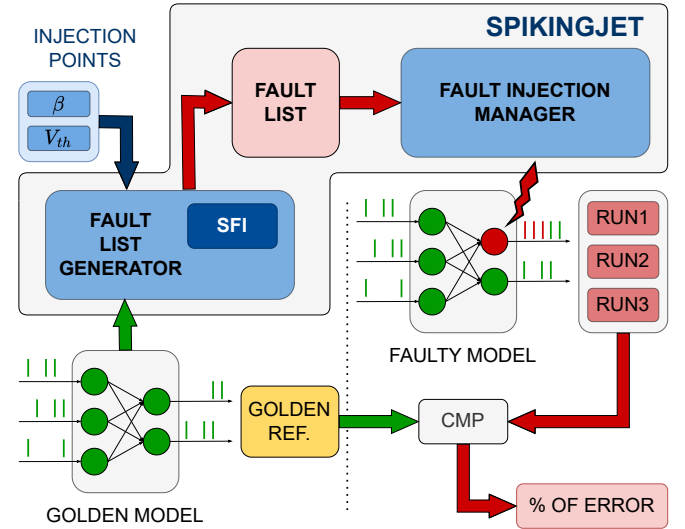 SPIKINGJET
INJECTION
POINTS
β
V_th
FAULT
LIST
FAULT INJECTION
MANAGER
FAULT
LIST
GENERATOR
SFI
RUN1
RUN2
RUN3
FAULTY MODEL
GOLDEN
REF.
CMP
GOLDEN MODEL
% OF ERROR